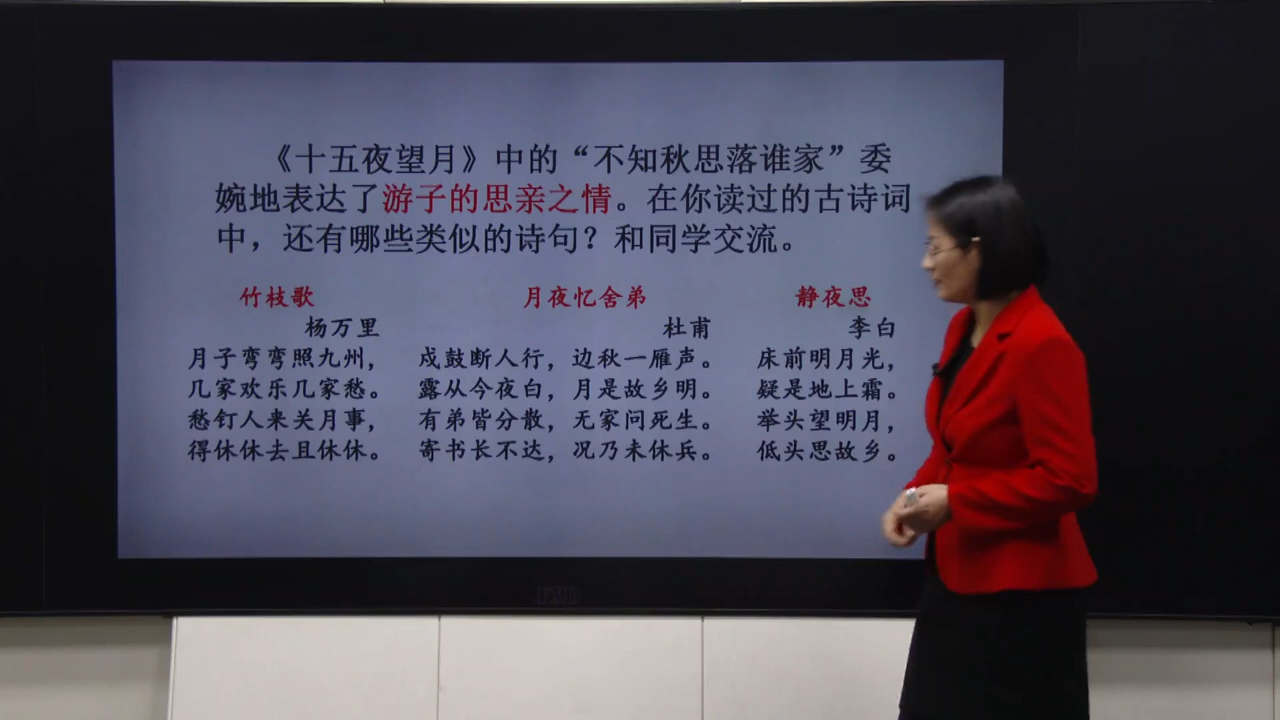 《十五夜望月》中的“不知秋思落谁家”委
婉地表达了游子的思亲之情。在你读过的古诗词
中，还有哪些类似的诗句？和同学交流。
竹枝歌
杨万里
月子弯弯照九州，
几家欢乐几家愁。
愁钉人来关月事，
得休休去且休休。
月夜忆舍弟
杜甫
戍鼓断人行，边秋一雁声。
露从今夜白，月是故乡明。
有弟皆分散，无家问死生。
寄书长不达，况乃未休兵。
静夜思
李白
床前明月光，
疑是地上霜。
举头望明月，
低头思故乡。